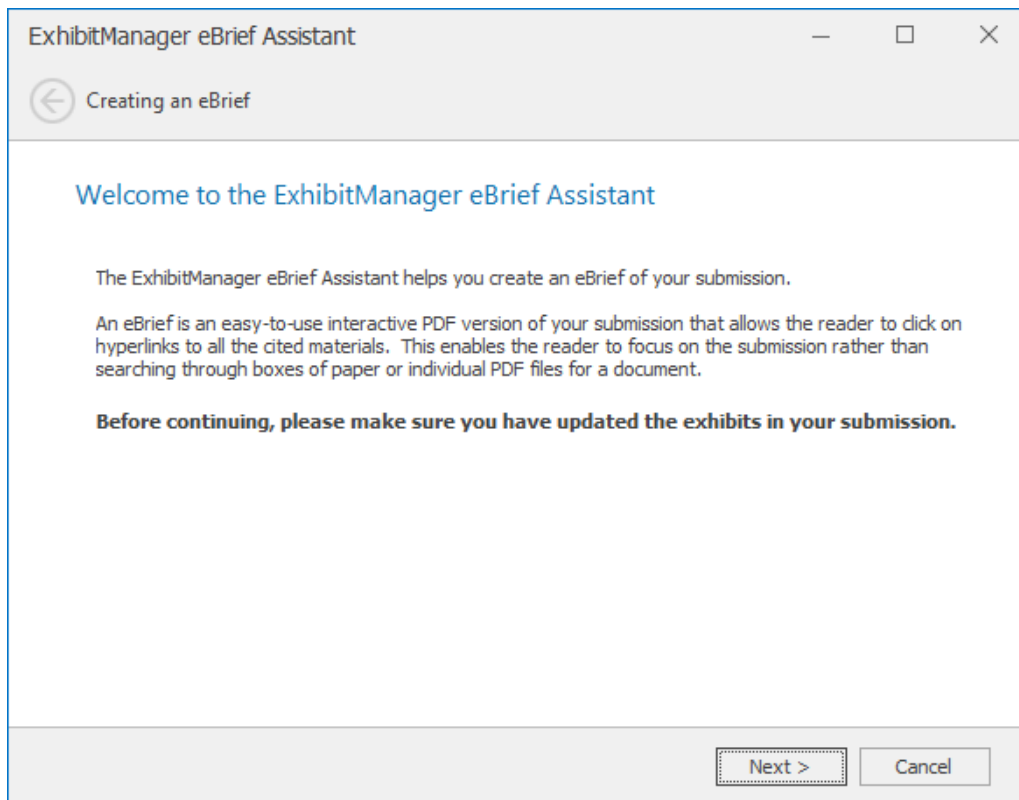 ExhibitManager eBrief Assistant
Creating an eBrief
Welcome to the ExhibitManager eBrief Assistant
The ExhibitManager eBrief Assistant helps you create an eBrief of your submission.
An eBrief is an easy-to-use interactive PDF version of your submission that allows the reader to click on
hyperlinks to all the cited materials.  This enables the reader to focus on the submission rather than
searching through boxes of paper or individual PDF files for a document.
Before continuing, please make sure you have updated the exhibits in your submission.
Next >
Cancel